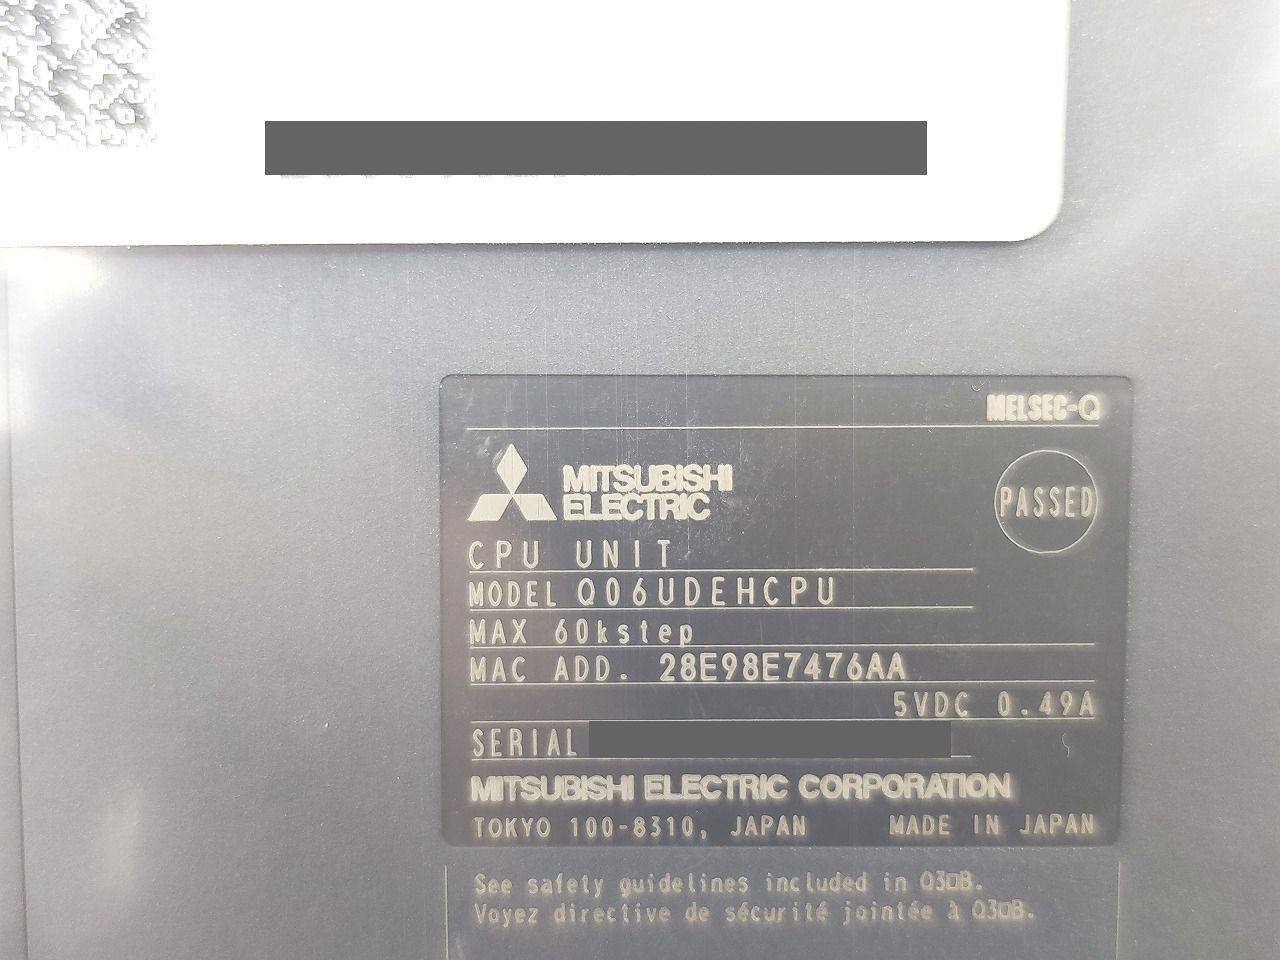 MELSEC-Q
MITSUBISHI
ELECTRIC
PASSED
CPU UNIT
MODEL Q06UDEHCPU
MAX 60kstep
MAC ADD. 28E98E7476AA
5VDC 0.49A
SERIAL
MITSUBISHI ELECTRIC CORPORATION
TOKYO 100-8310, JAPAN MADE IN JAPAN
See safety guidelines included in Q3□B.
Voyez directive de sécurité jointée à Q3□B.